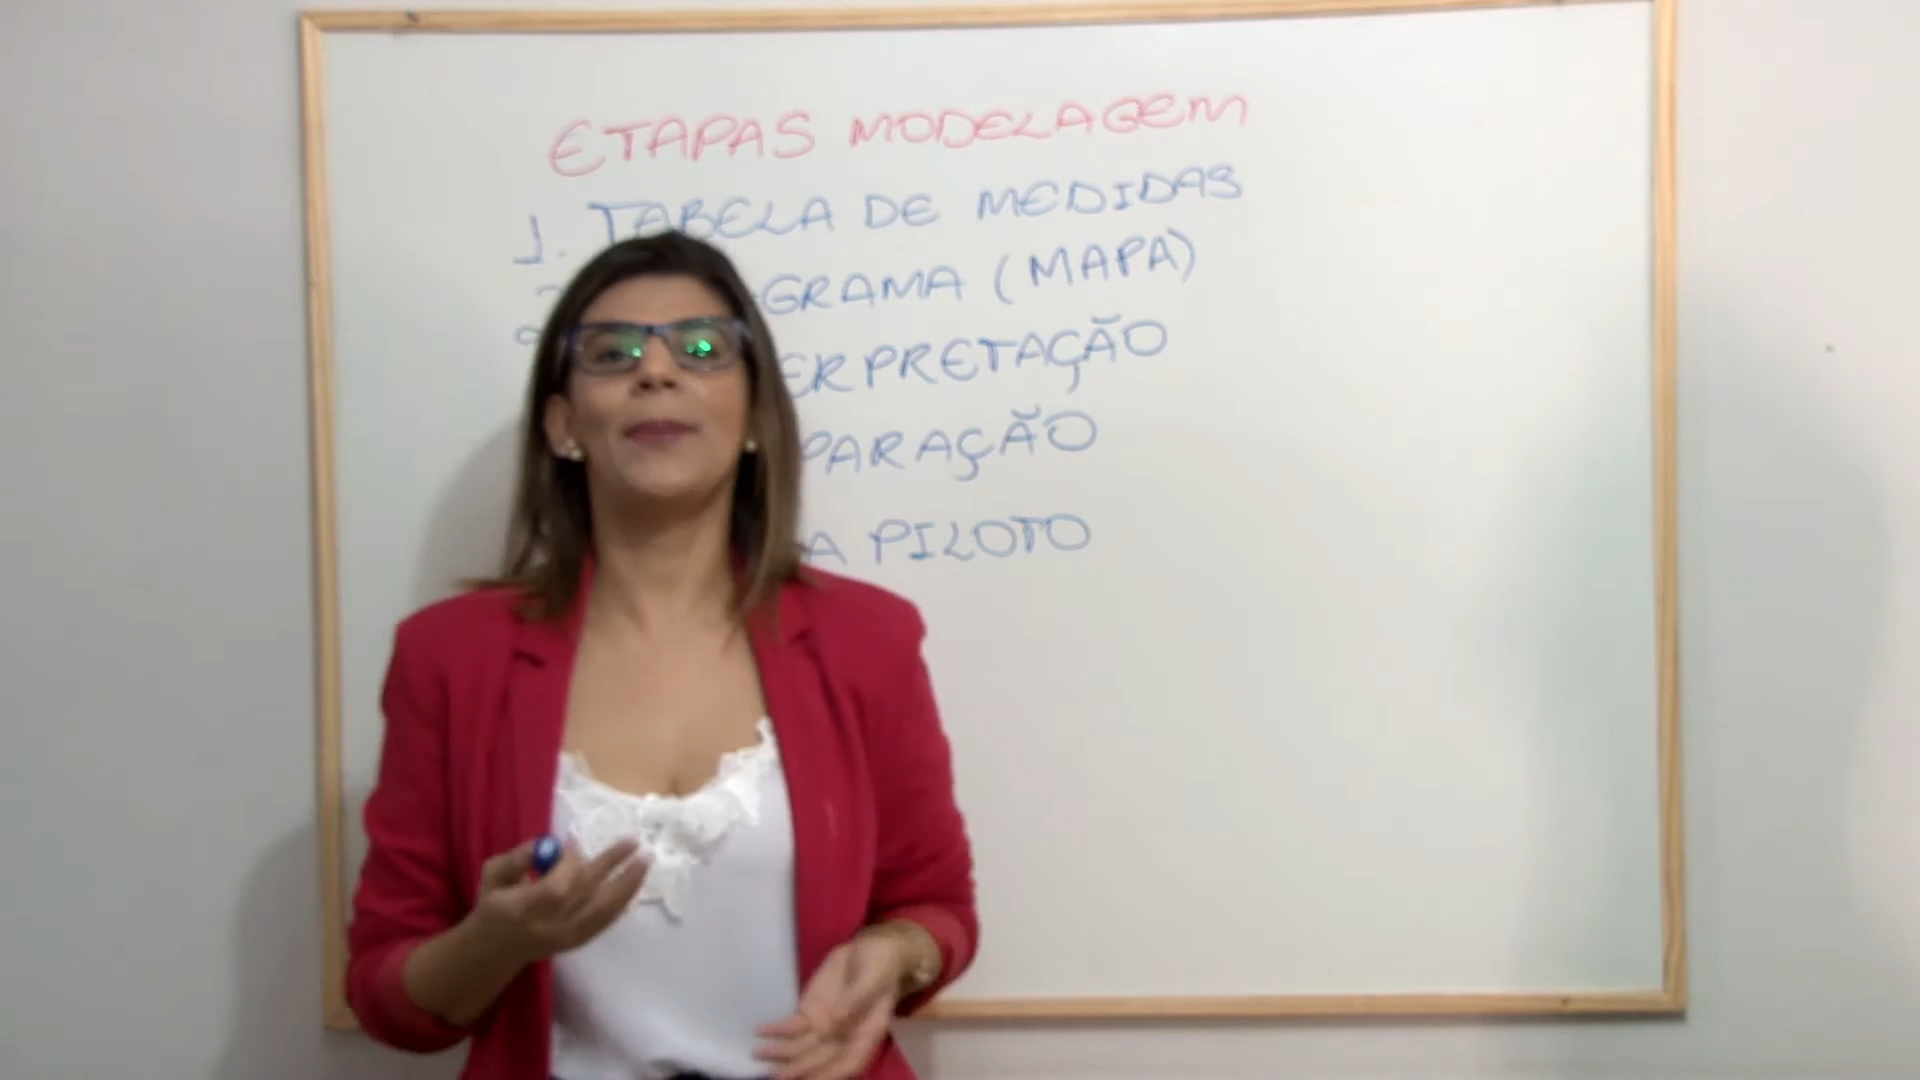 ETAPAS MODELAGEM
1. TABELA DE MEDIDAS
GRAMA (MAPA)
ERPRETAÇÃO
PARAÇÃO
A PILOTO